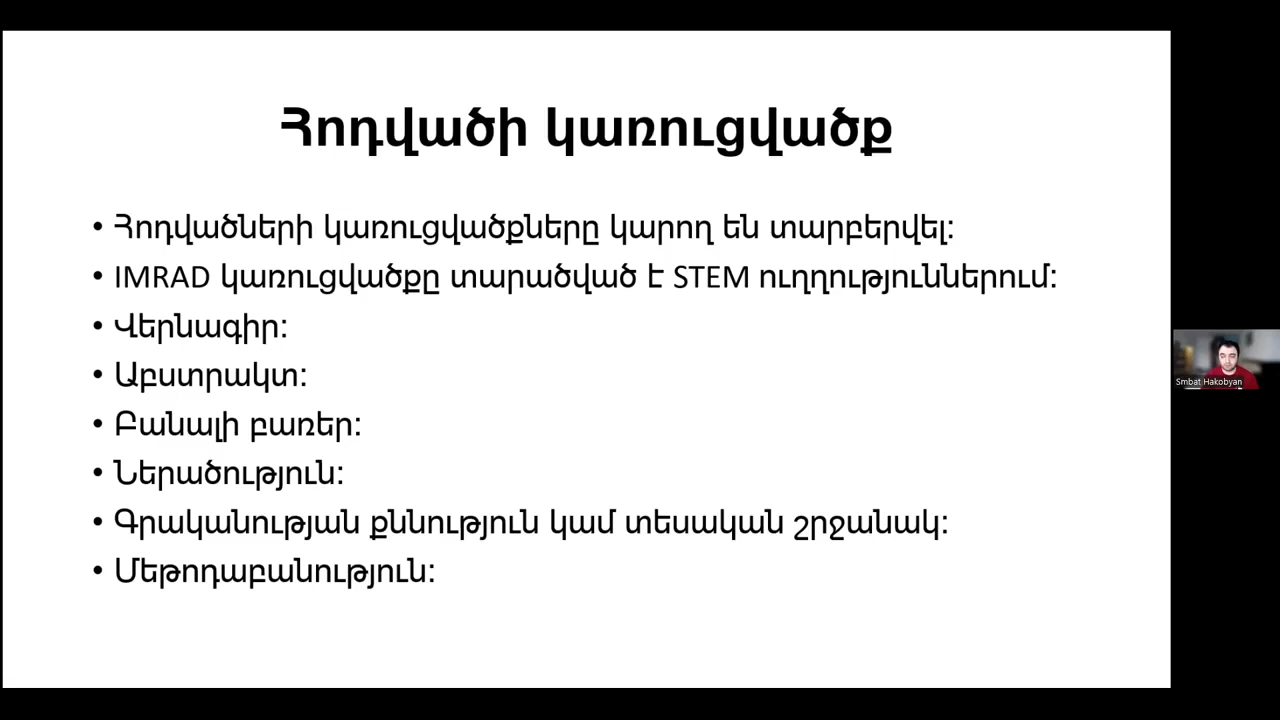 Հոդվածի կառուցվածք
• Հոդվածների կառուցվածքները կարող են տարբերվել:
• IMRAD կառուցվածքը տարածված է STEM ուղղություններում:
• Վերնագիր:
• Աբստրակտ:
• Բանալի բառեր:
• Ներածություն:
• Գրականության քննություն կամ տեսական շրջանակ:
• Մեթոդաբանություն:
Smbat Hakobyan